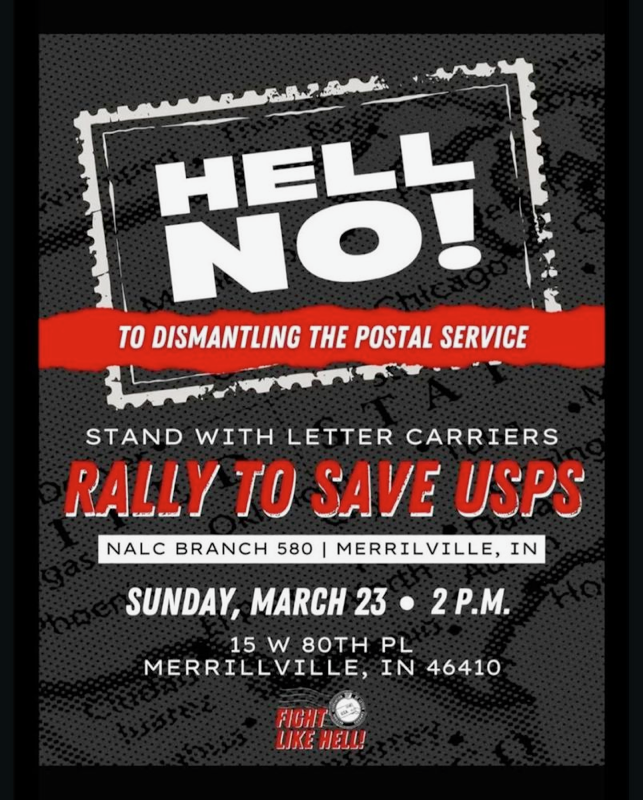 HELL
NO!
TO DISMANTLING THE POSTAL SERVICE
STAND WITH LETTER CARRIERS
RALLY TO SAVE USPS
NALC BRANCH 580 | MERRILVILLE, IN
SUNDAY, MARCH 23 • 2 P.M.
15 W 80TH PL
MERRILLVILLE, IN 46410
FIGHT
LIKE HELL!
Chicago